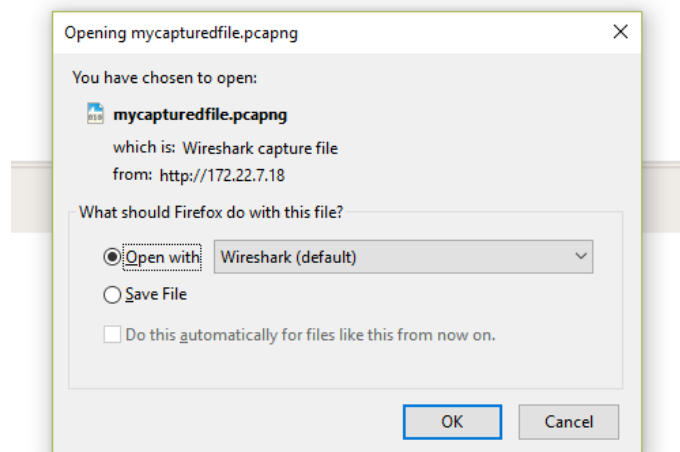 Opening mycapturedfile.pcapng
You have chosen to open:
mycapturedfile.pcapng
which is: Wireshark capture file
from: http://172.22.7.18
What should Firefox do with this file?
Open with Wireshark (default)
Save File
Do this automatically for files like this from now on.
OK Cancel